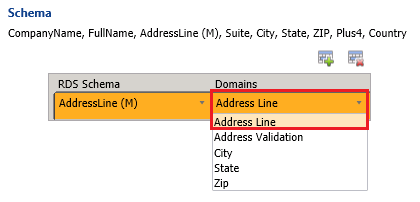 Schema
CompanyName, FullName, AddressLine (M), Suite, City, State, ZIP, Plus4, Country
RDS Schema Domains
AddressLine (M) Address Line
Address Line
Address Validation
City
State
Zip